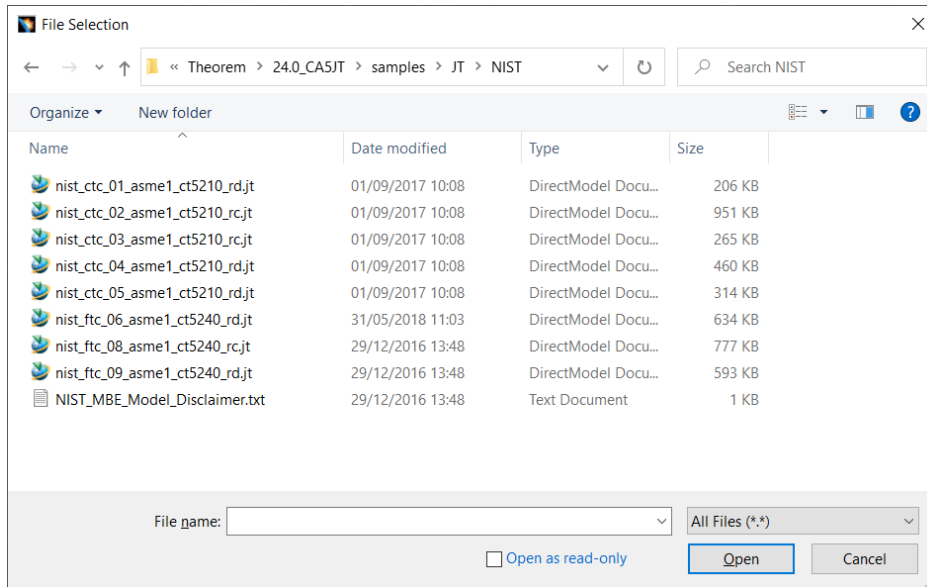 File Selection
« Theorem > 24.0_CA5JT > samples > JT > NIST
Search NIST
Organize New folder
Name Date modified Type Size
nist_ctc_01_asme1_ct5210_rd.jt 01/09/2017 10:08 DirectModel Docu... 206 KB
nist_ctc_02_asme1_ct5210_rc.jt 01/09/2017 10:08 DirectModel Docu... 951 KB
nist_ctc_03_asme1_ct5210_rc.jt 01/09/2017 10:08 DirectModel Docu... 265 KB
nist_ctc_04_asme1_ct5210_rd.jt 01/09/2017 10:08 DirectModel Docu... 460 KB
nist_ctc_05_asme1_ct5210_rd.jt 01/09/2017 10:08 DirectModel Docu... 314 KB
nist_ftc_06_asme1_ct5240_rd.jt 31/05/2018 11:03 DirectModel Docu... 634 KB
nist_ftc_08_asme1_ct5240_rc.jt 29/12/2016 13:48 DirectModel Docu... 777 KB
nist_ftc_09_asme1_ct5240_rd.jt 29/12/2016 13:48 DirectModel Docu... 593 KB
NIST_MBE_Model_Disclaimer.txt 29/12/2016 13:48 Text Document 1 KB
File name: All Files (*.*)
Open as read-only Open Cancel